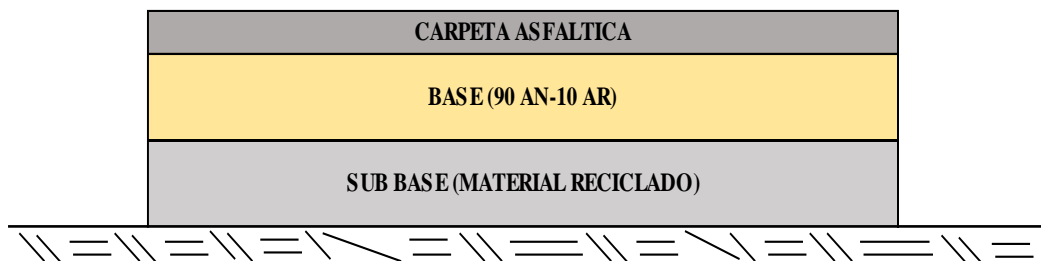 CARPETA ASFALTICA
BASE (90 AN-10 AR)
SUB BASE (MATERIAL RECICLADO)